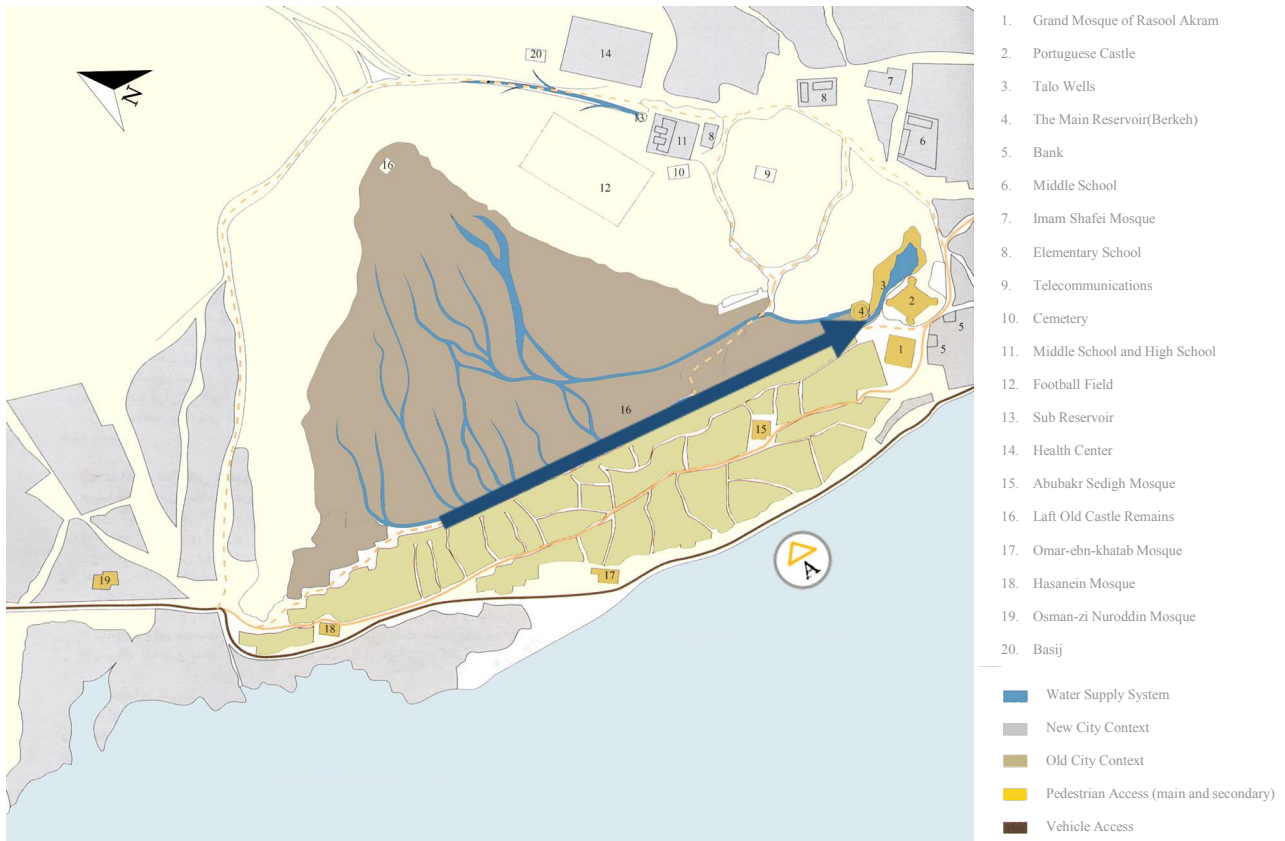 20
14
7
8
N
13
8
11
6
16
10
9
12
3
2
4
5
5
1
16
15
A
17
19
18
1. Grand Mosque of Rasool Akram
2. Portuguese Castle
3. Talo Wells
4. The Main Reservoir(Berkeh)
5. Bank
6. Middle School
7. Imam Shafei Mosque
8. Elementary School
9. Telecommunications
10. Cemetery
11. Middle School and High School
12. Football Field
13. Sub Reservoir
14. Health Center
15. Abubakr Sedigh Mosque
16. Laft Old Castle Remains
17. Omar-ebn-khatab Mosque
18. Hasanein Mosque
19. Osman-zi Nuroddin Mosque
20. Basij
Water Supply System
New City Context
Old City Context
Pedestrian Access (main and secondary)
Vehicle Access